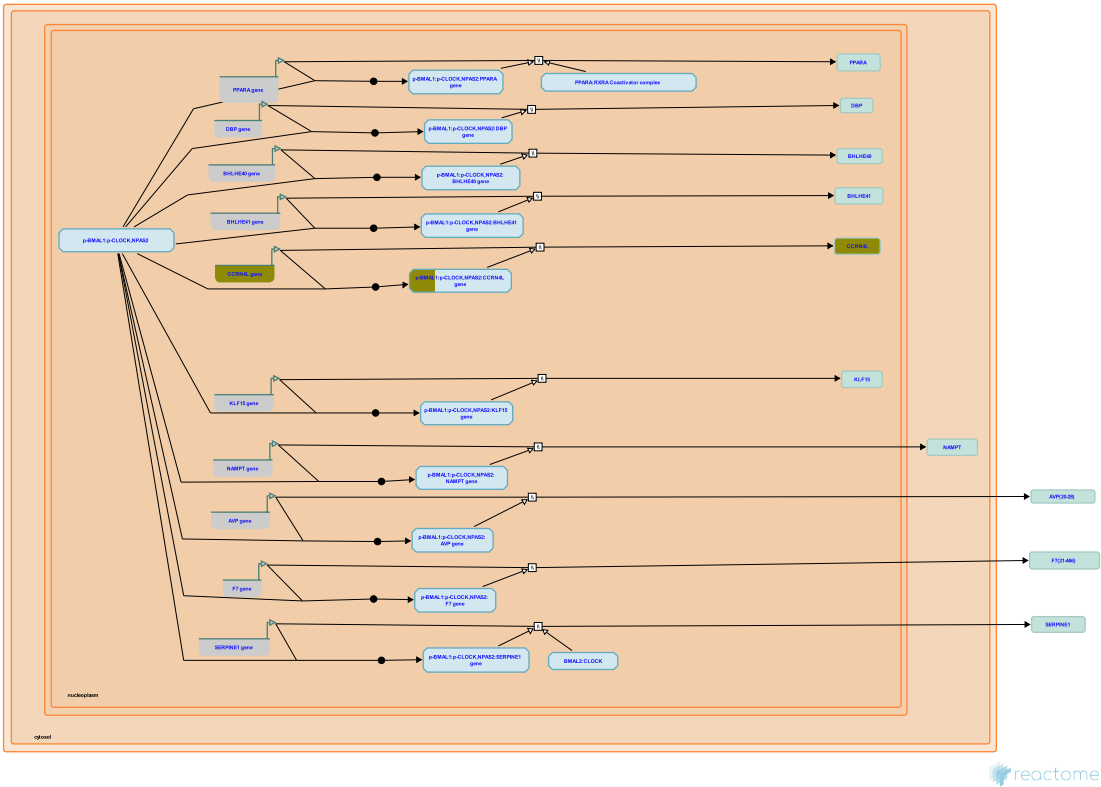 PPARA gene
p-BMAL1:p-CLOCK,NPAS2:PPARA
gene
PPARA:RXRA Coactivator complex
PPARA
DBP gene
p-BMAL1:p-CLOCK,NPAS2:DBP
gene
DBP
BHLHE40 gene
p-BMAL1:p-CLOCK,NPAS2:
BHLHE40 gene
BHLHE40
BHLHE41 gene
p-BMAL1:p-CLOCK,NPAS2:BHLHE41
gene
BHLHE41
p-BMAL1:p-CLOCK,NPAS2
CCRN4L gene
p-BMAL1:p-CLOCK,NPAS2:CCRN4L
gene
CCRN4L
KLF15 gene
p-BMAL1:p-CLOCK,NPAS2:KLF15
gene
KLF15
NAMPT gene
p-BMAL1:p-CLOCK,NPAS2:
NAMPT gene
NAMPT
AVP gene
p-BMAL1:p-CLOCK,NPAS2:
AVP gene
AVP(20-28)
F7 gene
p-BMAL1:p-CLOCK,NPAS2:
F7 gene
F7(21-466)
SERPINE1 gene
p-BMAL1:p-CLOCK,NPAS2:SERPINE1
gene
BMAL2:CLOCK
SERPINE1
nucleoplasm
cytosol
reactome